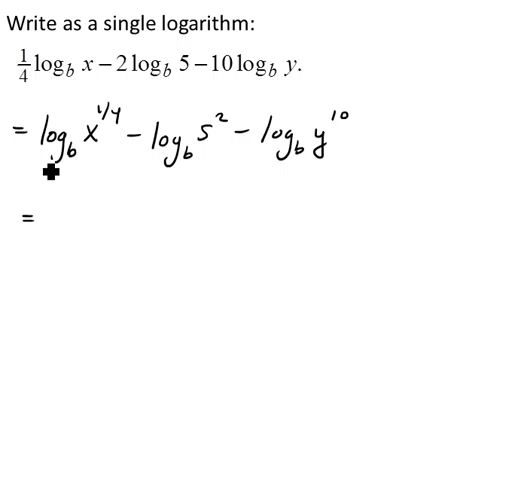 Write as a single logarithm:
1/4 log_b x − 2 log_b 5 − 10 log_b y.
= log_b x^1/4 − log_b 5^2 − log_b y^10
=